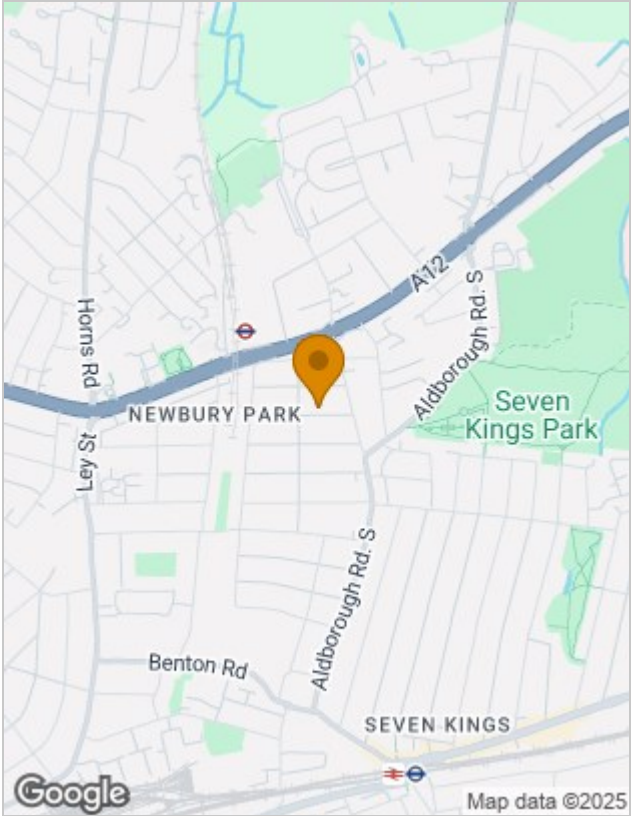 A12
Horns Rd
Aldborough Rd. S
NEWBURY PARK
Seven
Kings Park
Ley St
Aldborough Rd. S
Benton Rd
SEVEN KINGS
Google
Map data ©2025